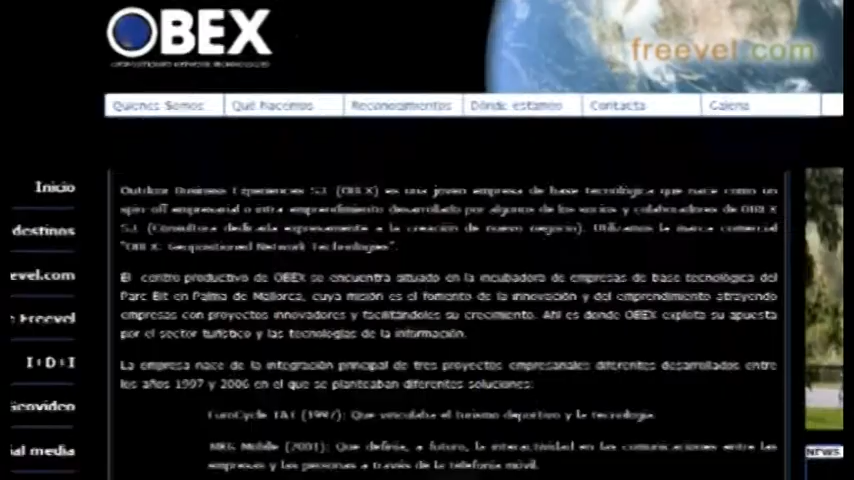 OBEX
freevel.com
Quienes Somos Qué hacemos Reconocimientos Dónde estamos Contacta Galeria
Inicio
destinos
evel.com
Freevel
I+D+I
Geovideo
ial media
Outdoor Business Experiences S.L (OBEX) es una joven empresa de base tecnológica que nace como un
spin-off empresarial o intra emprendimiento desarrollado por algunos de los socios y colaboradores de
S.L (Consultora dedicada expresamente a la creación de nuevo negocio). Utilizamos la marca comercial
"OBEX: Geopositioned Network Technologies".
El centro productivo de OBEX se encuentra situado en la incubadora de empresas de base tecnológica del
Parc Bit en Palma de Mallorca, cuya misión es el fomento de la innovación y del emprendimiento atrayendo
empresas con proyectos innovadores y facilitándoles su crecimiento. Ahí es donde OBEX explota su apuesta
por el sector turístico y las tecnologías de la información.
La empresa nace de la integración principal de tres proyectos empresariales diferentes desarrollados entre
los años 1997 y 2006 en el que se planteaban diferentes soluciones:
EuroCycle T&T (1997): Que vinculaba el turismo deportivo y la tecnología.
Mobile (2001): Que definía, a futuro, la interactividad en las comunicaciones entre las
empresas y las personas a través de la telefonía móvil.
NEWS